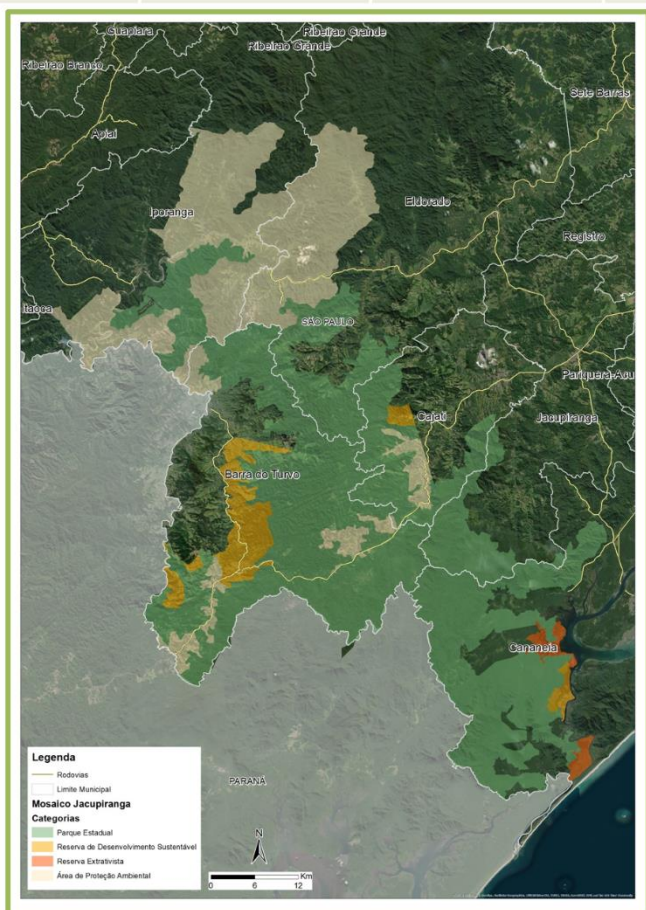 Guapiara
Ribeirão Grande
Ribeirão Grande
Ribeirão Branco
Sete Barras
Apiaí
Iporanga
Eldorado
Registro
Itaoca
SÃO PAULO
Pariquera-Açu
Cajati
Jacupiranga
Barra do Turvo
Cananeia
Legenda
Rodovias
Limite Municipal
Mosaico Jacupiranga
Categorias
Parque Estadual
Reserva de Desenvolvimento Sustentável
Reserva Extrativista
Área de Proteção Ambiental
PARANÁ
N
Km
0 6 12